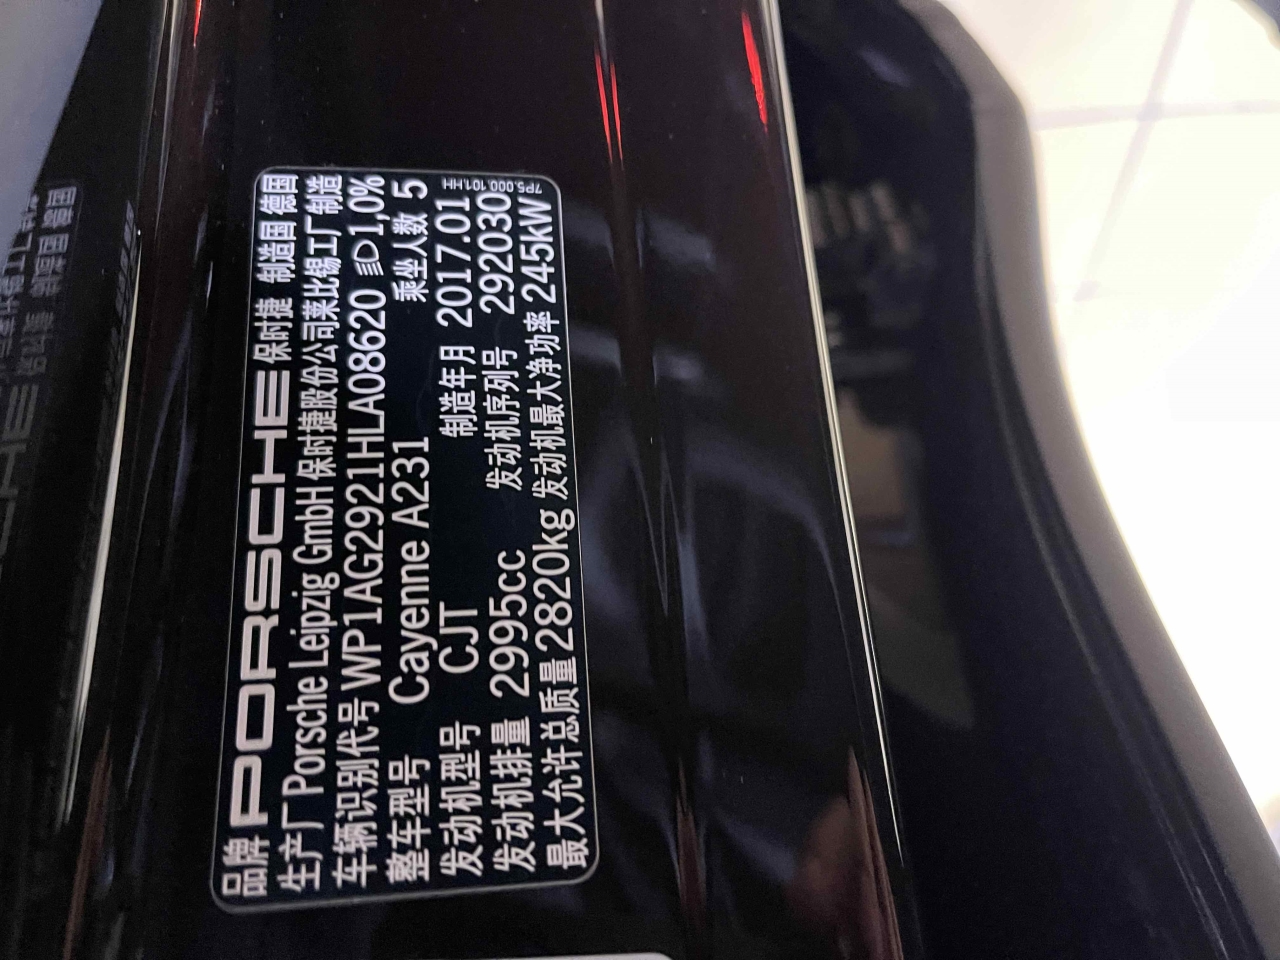 品牌 PORSCHE 保时捷 制造国 德国
生产厂 Porsche Leipzig GmbH 保时捷股份公司莱比锡工厂制造
车辆识别代号 WP1AG2921HLA08620 1,0%
整车型号 Cayenne A231 乘坐人数 5
发动机型号 CJT 制造年月 2017.01
发动机排量 2995cc 发动机序列号 292030
最大允许总质量 2820kg 发动机最大净功率 245kW
7P5.000.101.HH